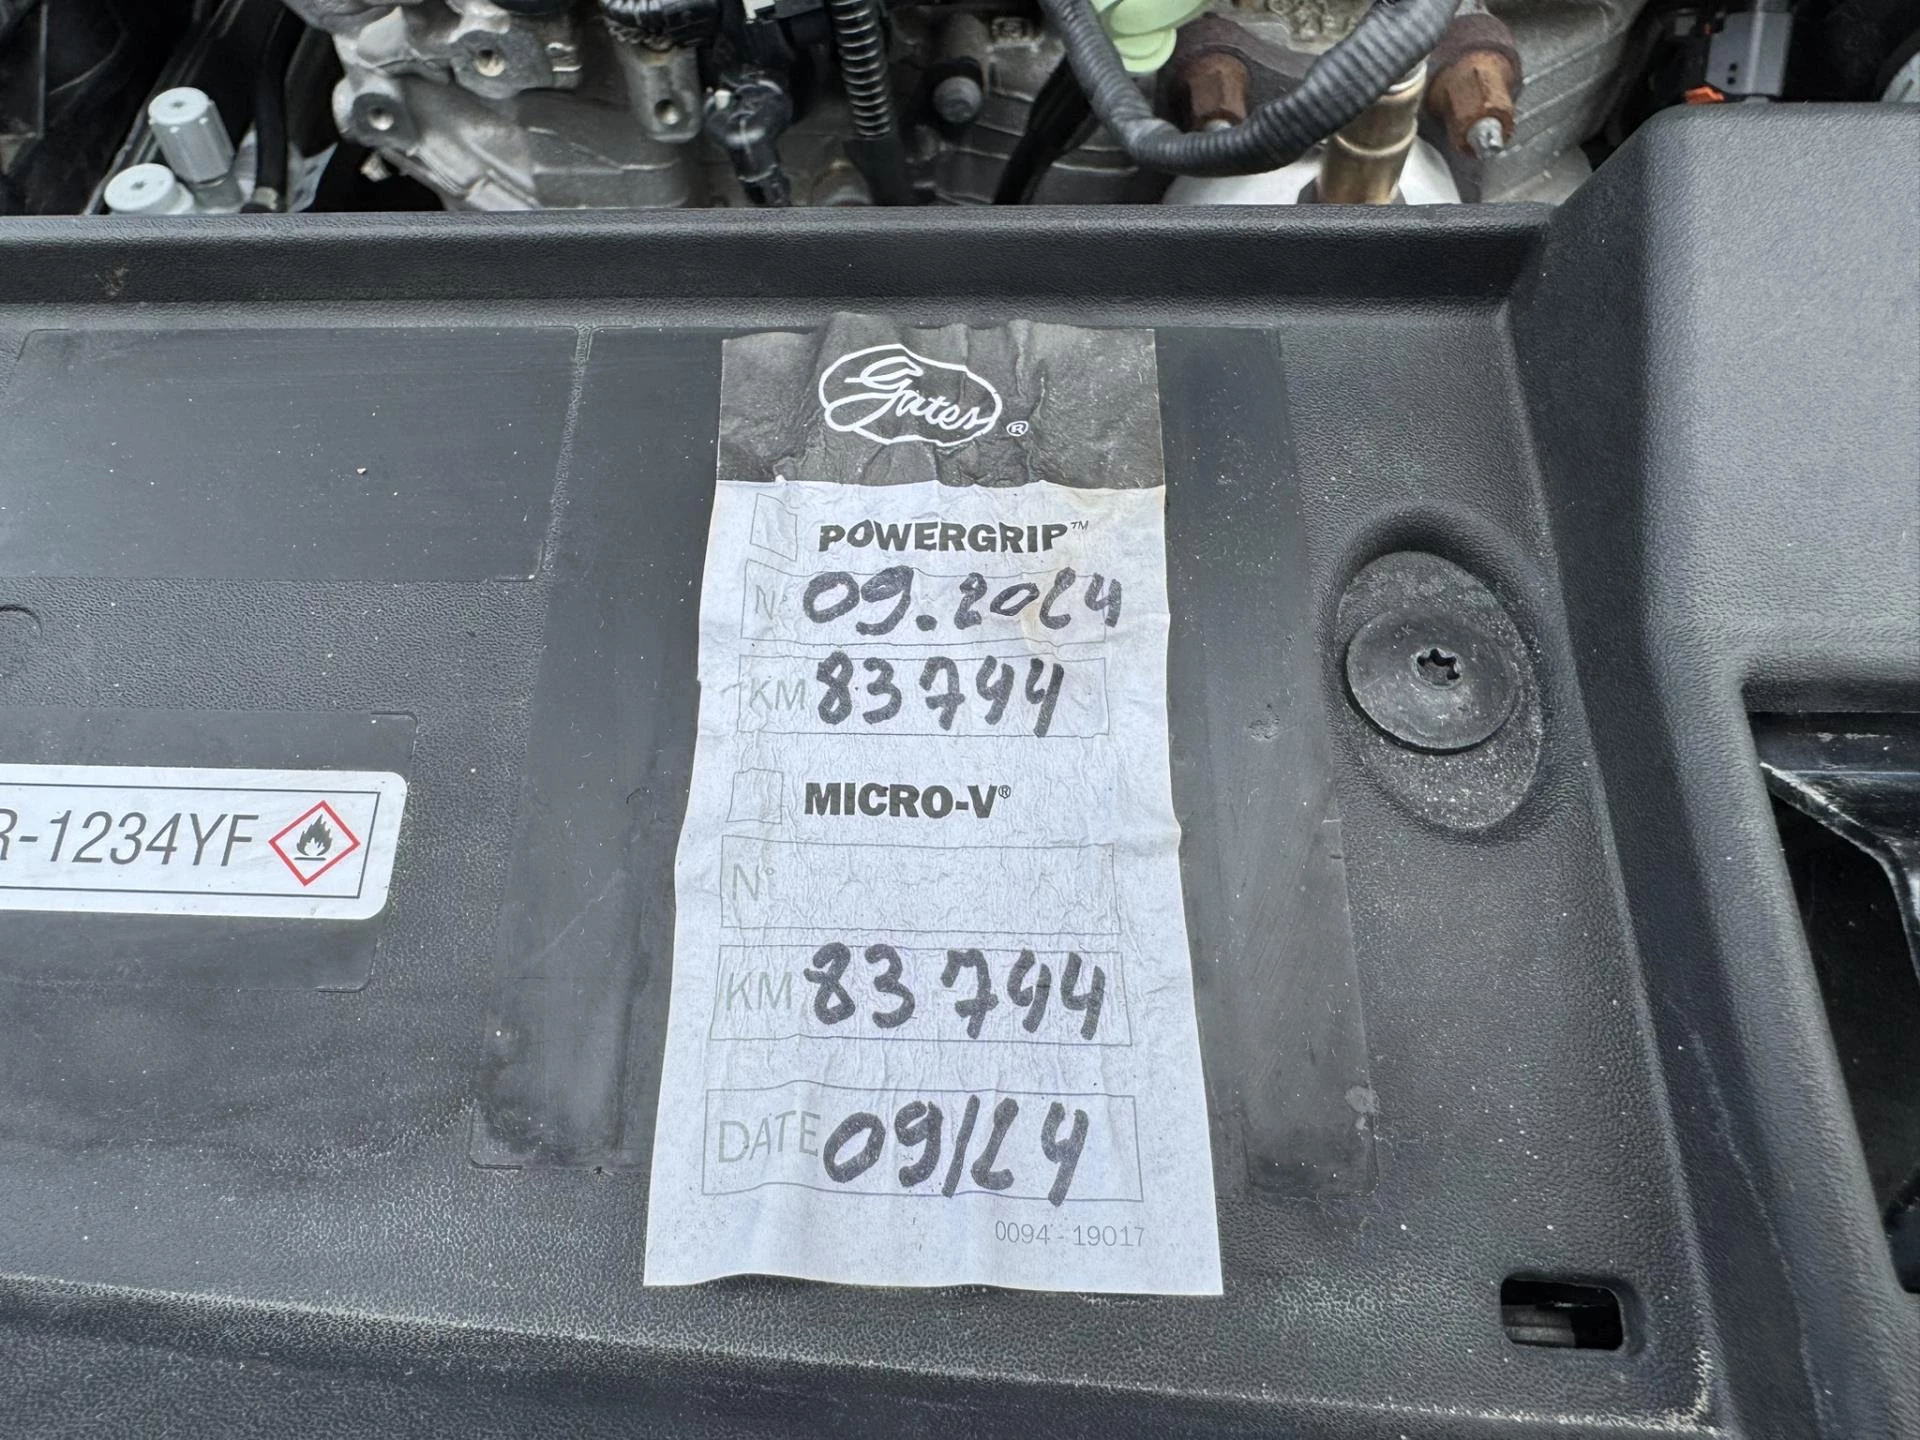 Gates®
POWERGRIP™
N° 09.2024
KM 83744
R-1234YF
MICRO-V®
N°
KM 83744
DATE 09/24
0094-19017